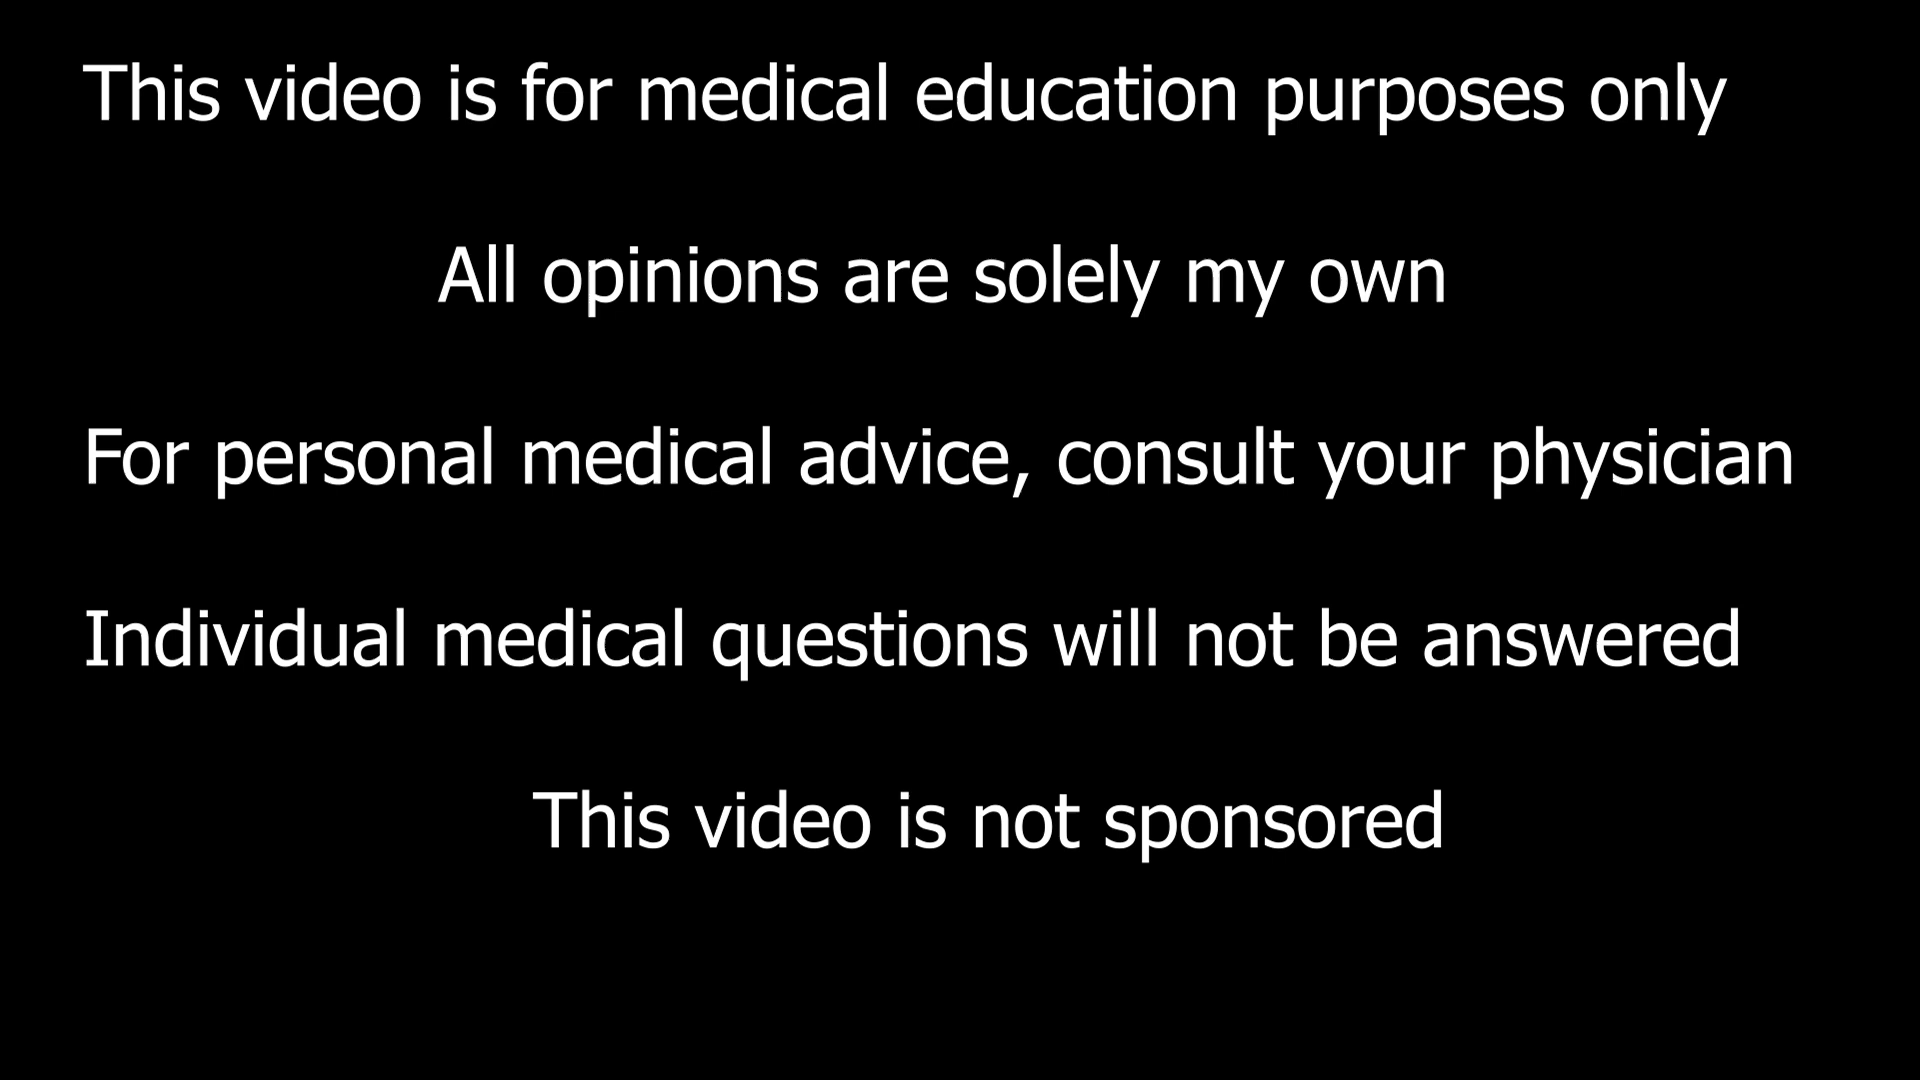 This video is for medical education purposes only
All opinions are solely my own
For personal medical advice, consult your physician
Individual medical questions will not be answered
This video is not sponsored